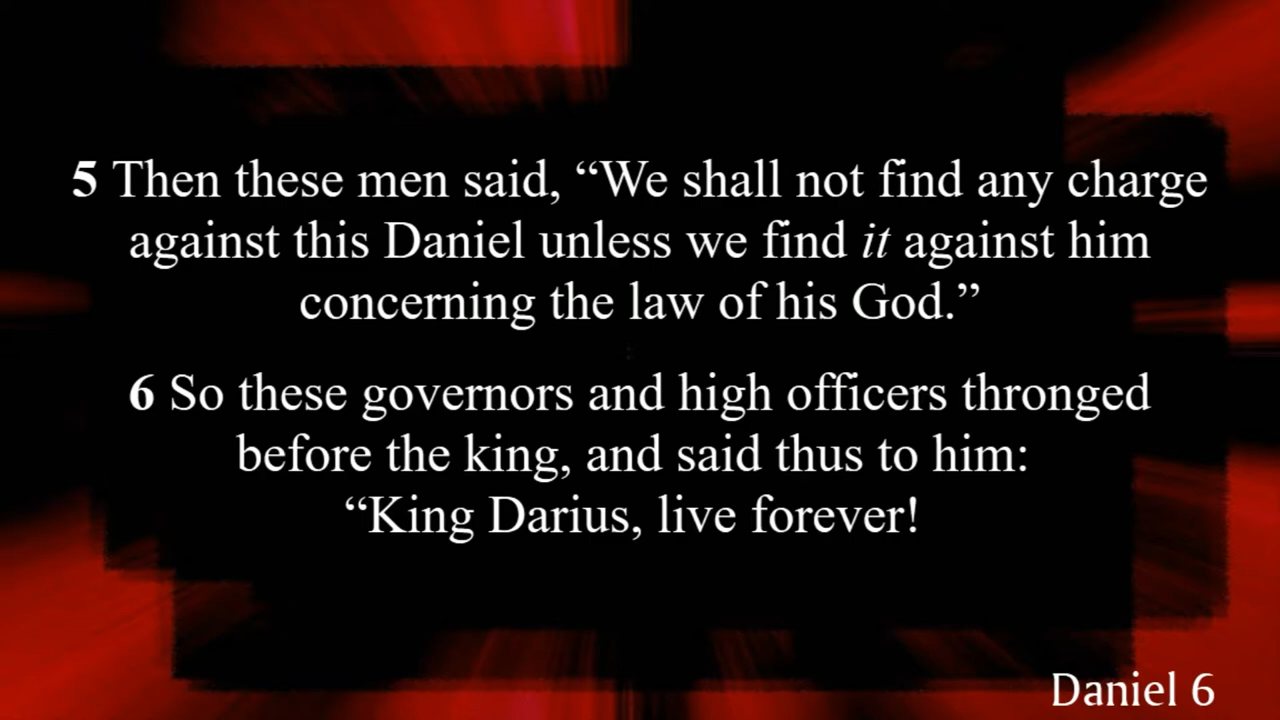 5 Then these men said, “We shall not find any charge
against this Daniel unless we find it against him
concerning the law of his God.”
6 So these governors and high officers thronged
before the king, and said thus to him:
“King Darius, live forever!
Daniel 6